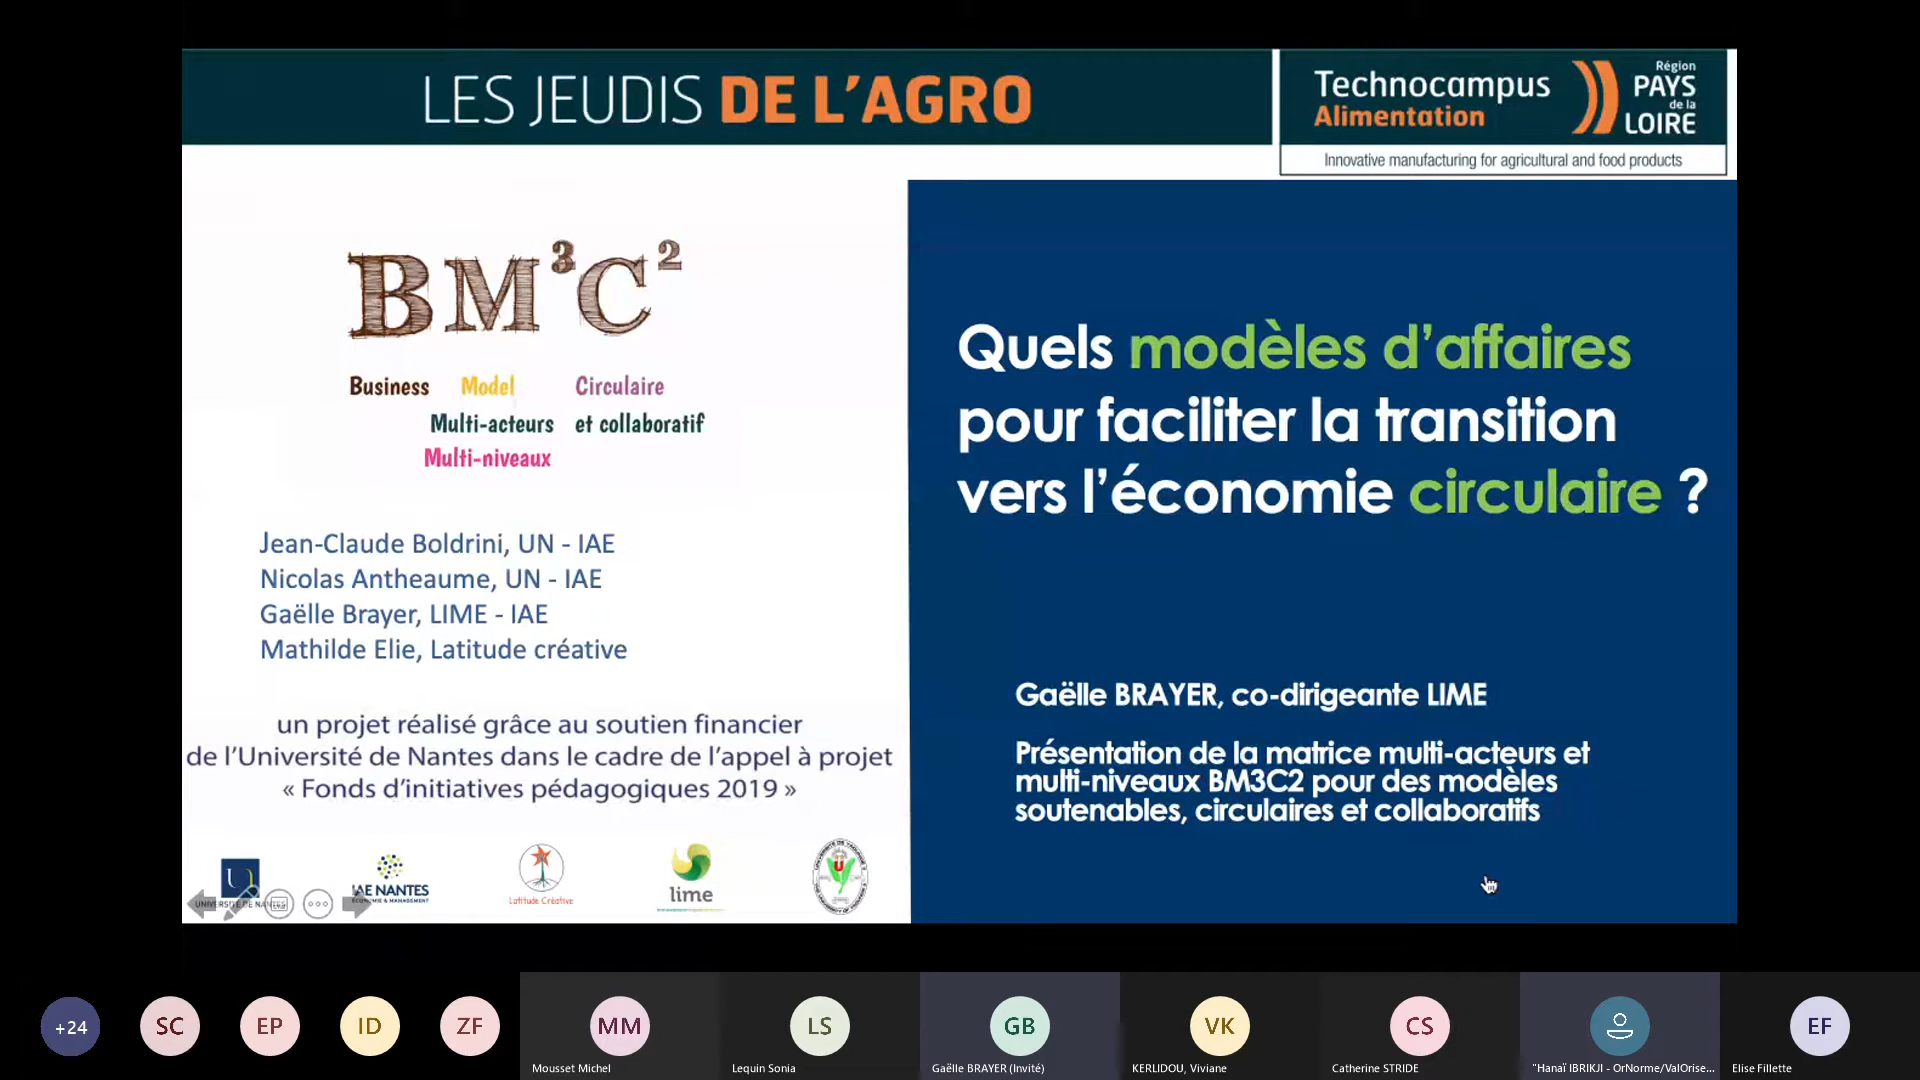 LES JEUDIS DE L'AGRO
Technocampus
Alimentation
Région
PAYS
de la
LOIRE
Innovative manufacturing for agricultural and food products
BM³C²
Business Model Circulaire
Multi-acteurs et collaboratif
Multi-niveaux
Jean-Claude Boldrini, UN - IAE
Nicolas Antheaume, UN - IAE
Gaëlle Brayer, LIME - IAE
Mathilde Elie, Latitude créative
un projet réalisé grâce au soutien financier
de l'Université de Nantes dans le cadre de l'appel à projet
« Fonds d'initiatives pédagogiques 2019 »
UNIVERSITÉ DE NANTES
IAE NANTES
ÉCONOMIE & MANAGEMENT
Latitude Créative
lime
Quels modèles d'affaires
pour faciliter la transition
vers l'économie circulaire ?
Gaëlle BRAYER, co-dirigeante LIME
Présentation de la matrice multi-acteurs et
multi-niveaux BM3C2 pour des modèles
soutenables, circulaires et collaboratifs
+24
SC
EP
ID
ZF
MM
LS
GB
VK
CS
EF
Mousset Michel
Lequin Sonia
Gaëlle BRAYER (Invité)
KERLIDOU, Viviane
Catherine STRIDE
"Hanaï IBRIKJI - OrNorme/ValOrise...
Elise Fillette